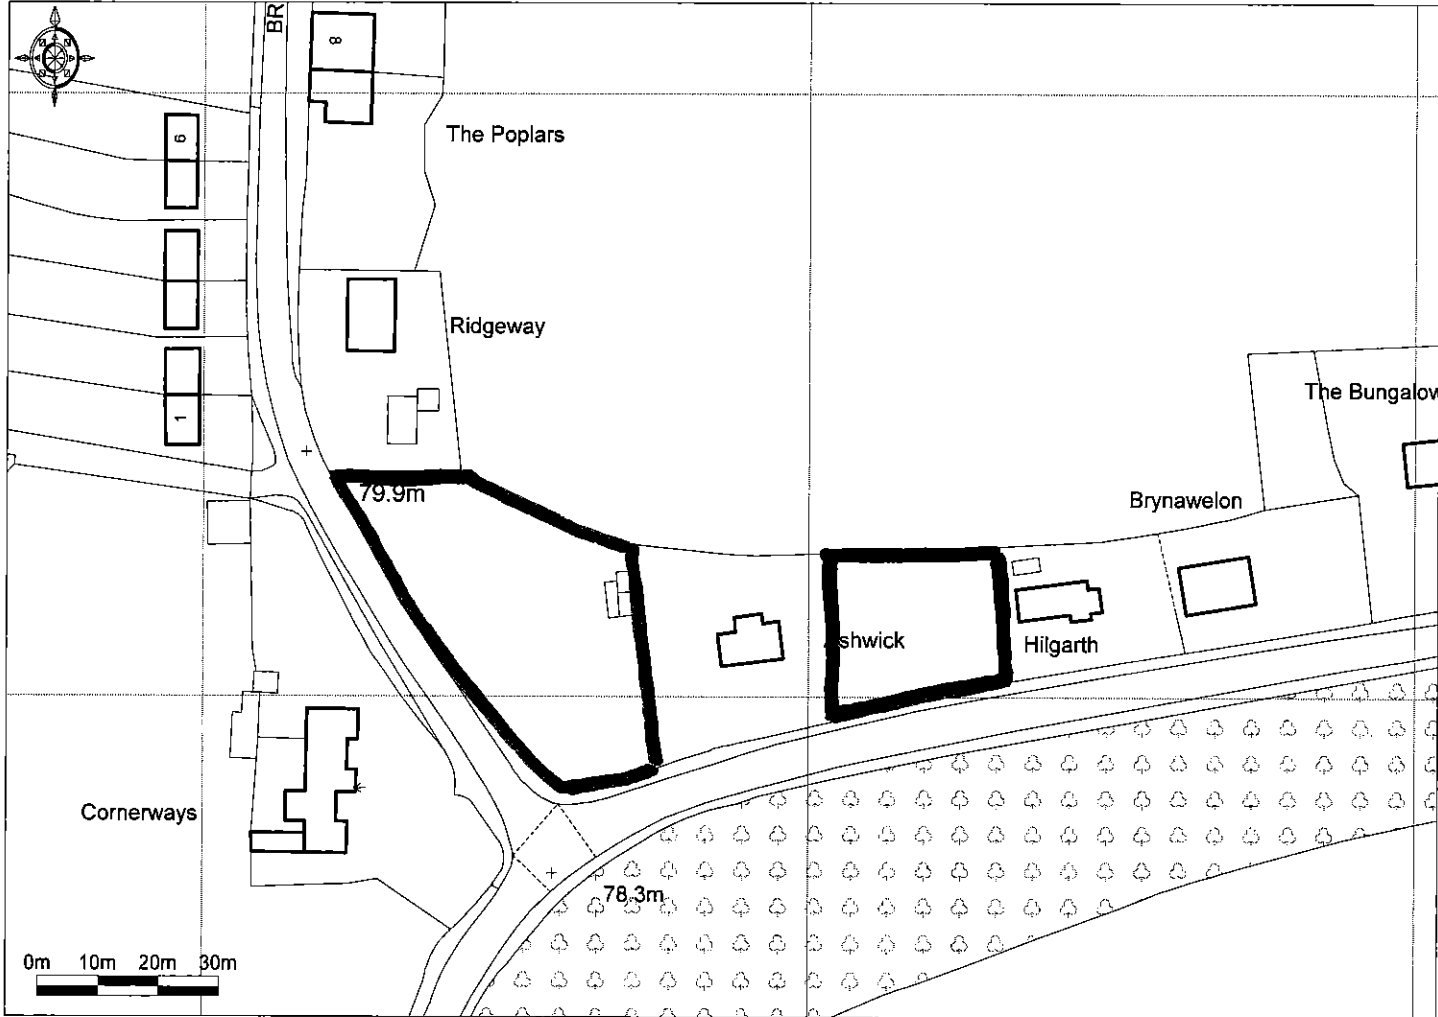 BR
8
The Poplars
6
Ridgeway
1
The Bungalow
79.9m
Brynawelon
shwick
Hilgarth
Cornerways
78.3m
0m 10m 20m 30m